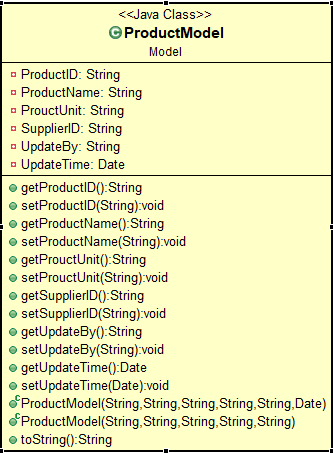 <<Java Class>>
ProductModel
Model
ProductID: String
ProductName: String
ProuctUnit: String
SupplierID: String
UpdateBy: String
UpdateTime: Date
getProductID():String
setProductID(String):void
getProductName():String
setProductName(String):void
getProuctUnit():String
setProuctUnit(String):void
getSupplierID():String
setSupplierID(String):void
getUpdateBy():String
setUpdateBy(String):void
getUpdateTime():Date
setUpdateTime(Date):void
ProductModel(String,String,String,String,String,Date)
ProductModel(String,String,String,String,String)
toString():String